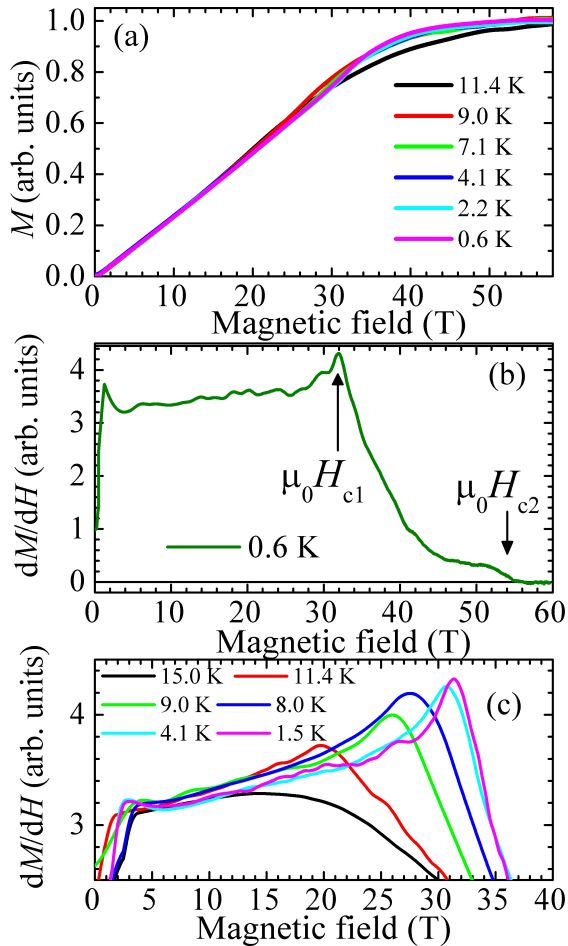 (a)
1.0
0.8
0.6
0.4
0.2
0.0
M (arb. units)
11.4 K
9.0 K
7.1 K
4.1 K
2.2 K
0.6 K
0 10 20 30 40 50
Magnetic field (T)
(b)
4
3
2
1
0
dM/dH (arb. units)
μ0Hc1
μ0Hc2
0.6 K
0 10 20 30 40 50 60
Magnetic field (T)
15.0 K 11.4 K
9.0 K 8.0 K
4.1 K 1.5 K
(c)
4
3
dM/dH (arb. units)
0 5 10 15 20 25 30 35 40
Magnetic field (T)